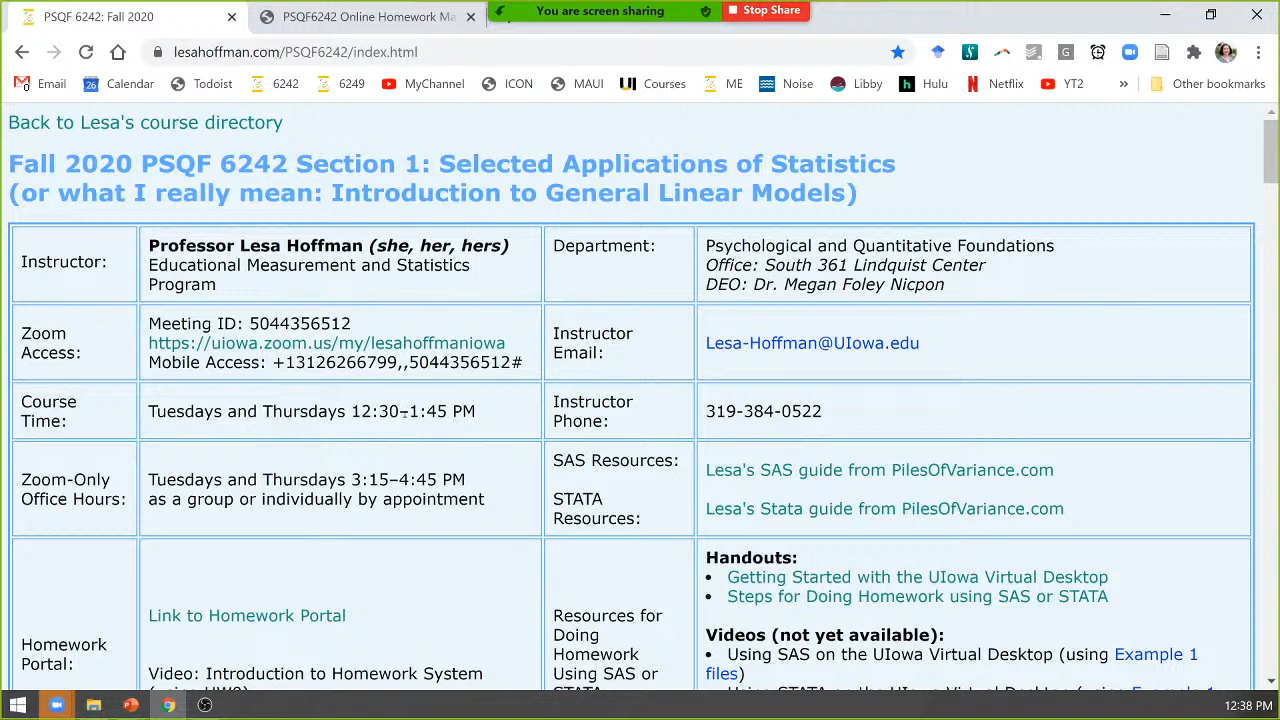 PSQF 6242: Fall 2020
PSQF6242 Online Homework Ma
You are screen sharing
Stop Share
lesahoffman.com/PSQF6242/index.html
Email
Calendar
Todoist
6242
6249
MyChannel
ICON
MAUI
Courses
ME
Noise
Libby
Hulu
Netflix
YT2
»
Other bookmarks
Back to Lesa's course directory
Fall 2020 PSQF 6242 Section 1: Selected Applications of Statistics
(or what I really mean: Introduction to General Linear Models)
Instructor:
Professor Lesa Hoffman (she, her, hers)
Educational Measurement and Statistics
Program
Department:
Psychological and Quantitative Foundations
Office: South 361 Lindquist Center
DEO: Dr. Megan Foley Nicpon
Zoom
Access:
Meeting ID: 5044356512
https://uiowa.zoom.us/my/lesahoffmaniowa
Mobile Access: +13126266799,,5044356512#
Instructor
Email:
Lesa-Hoffman@UIowa.edu
Course
Time:
Tuesdays and Thursdays 12:30–1:45 PM
Instructor
Phone:
319-384-0522
Zoom-Only
Office Hours:
Tuesdays and Thursdays 3:15–4:45 PM
as a group or individually by appointment
SAS Resources:
STATA
Resources:
Lesa's SAS guide from PilesOfVariance.com
Lesa's Stata guide from PilesOfVariance.com
Homework
Portal:
Link to Homework Portal
Video: Introduction to Homework System
Resources for
Doing
Homework
Using SAS or
Handouts:
• Getting Started with the UIowa Virtual Desktop
• Steps for Doing Homework using SAS or STATA
Videos (not yet available):
• Using SAS on the UIowa Virtual Desktop (using Example 1
files)
12:38 PM